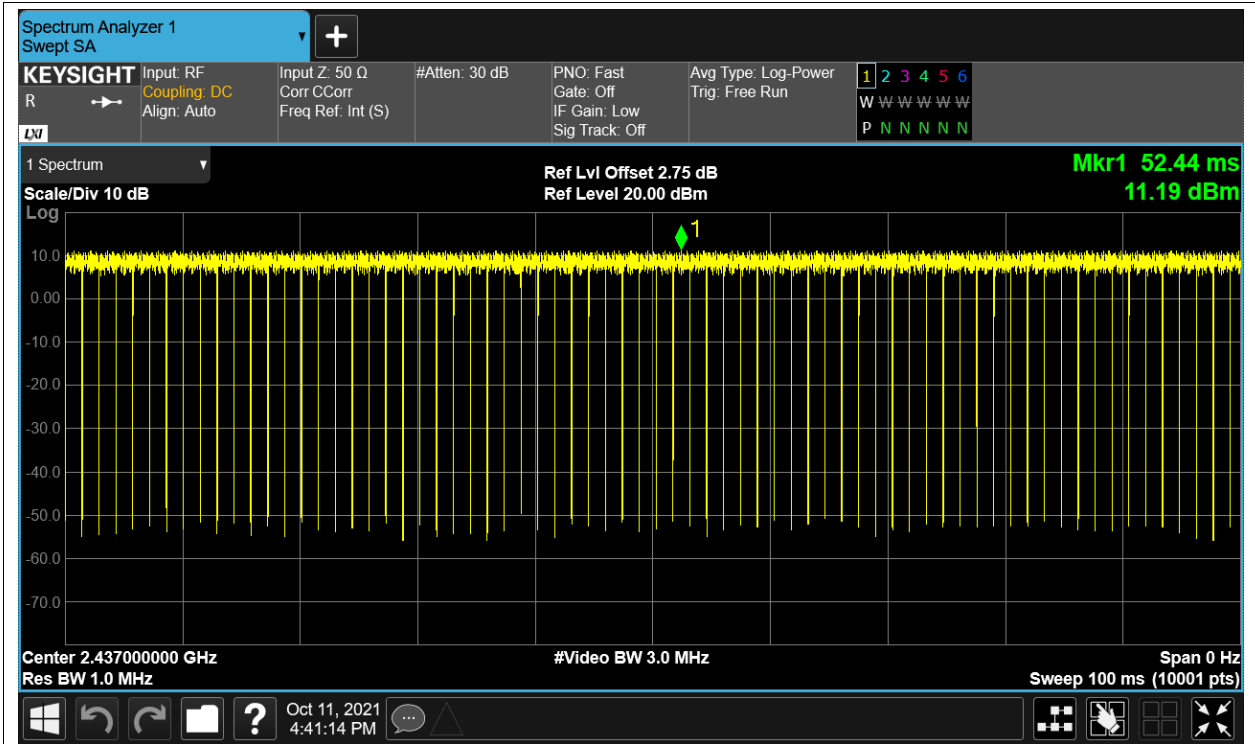 Spectrum Analyzer 1
Swept SA
KEYSIGHT
R
LXI
Input: RF
Coupling: DC
Align: Auto
Input Z: 50 Ω
Corr CCorr
Freq Ref: Int (S)
#Atten: 30 dB
PNO: Fast
Gate: Off
IF Gain: Low
Sig Track: Off
Avg Type: Log-Power
Trig: Free Run
1 2 3 4 5 6
W W W W W W
P N N N N N
1 Spectrum
Scale/Div 10 dB
Ref Lvl Offset 2.75 dB
Ref Level 20.00 dBm
Mkr1 52.44 ms
11.19 dBm
Log
1
10.0
0.00
-10.0
-20.0
-30.0
-40.0
-50.0
-60.0
-70.0
Center 2.437000000 GHz
#Video BW 3.0 MHz
Span 0 Hz
Res BW 1.0 MHz
Sweep 100 ms (10001 pts)
?
Oct 11, 2021
4:41:14 PM